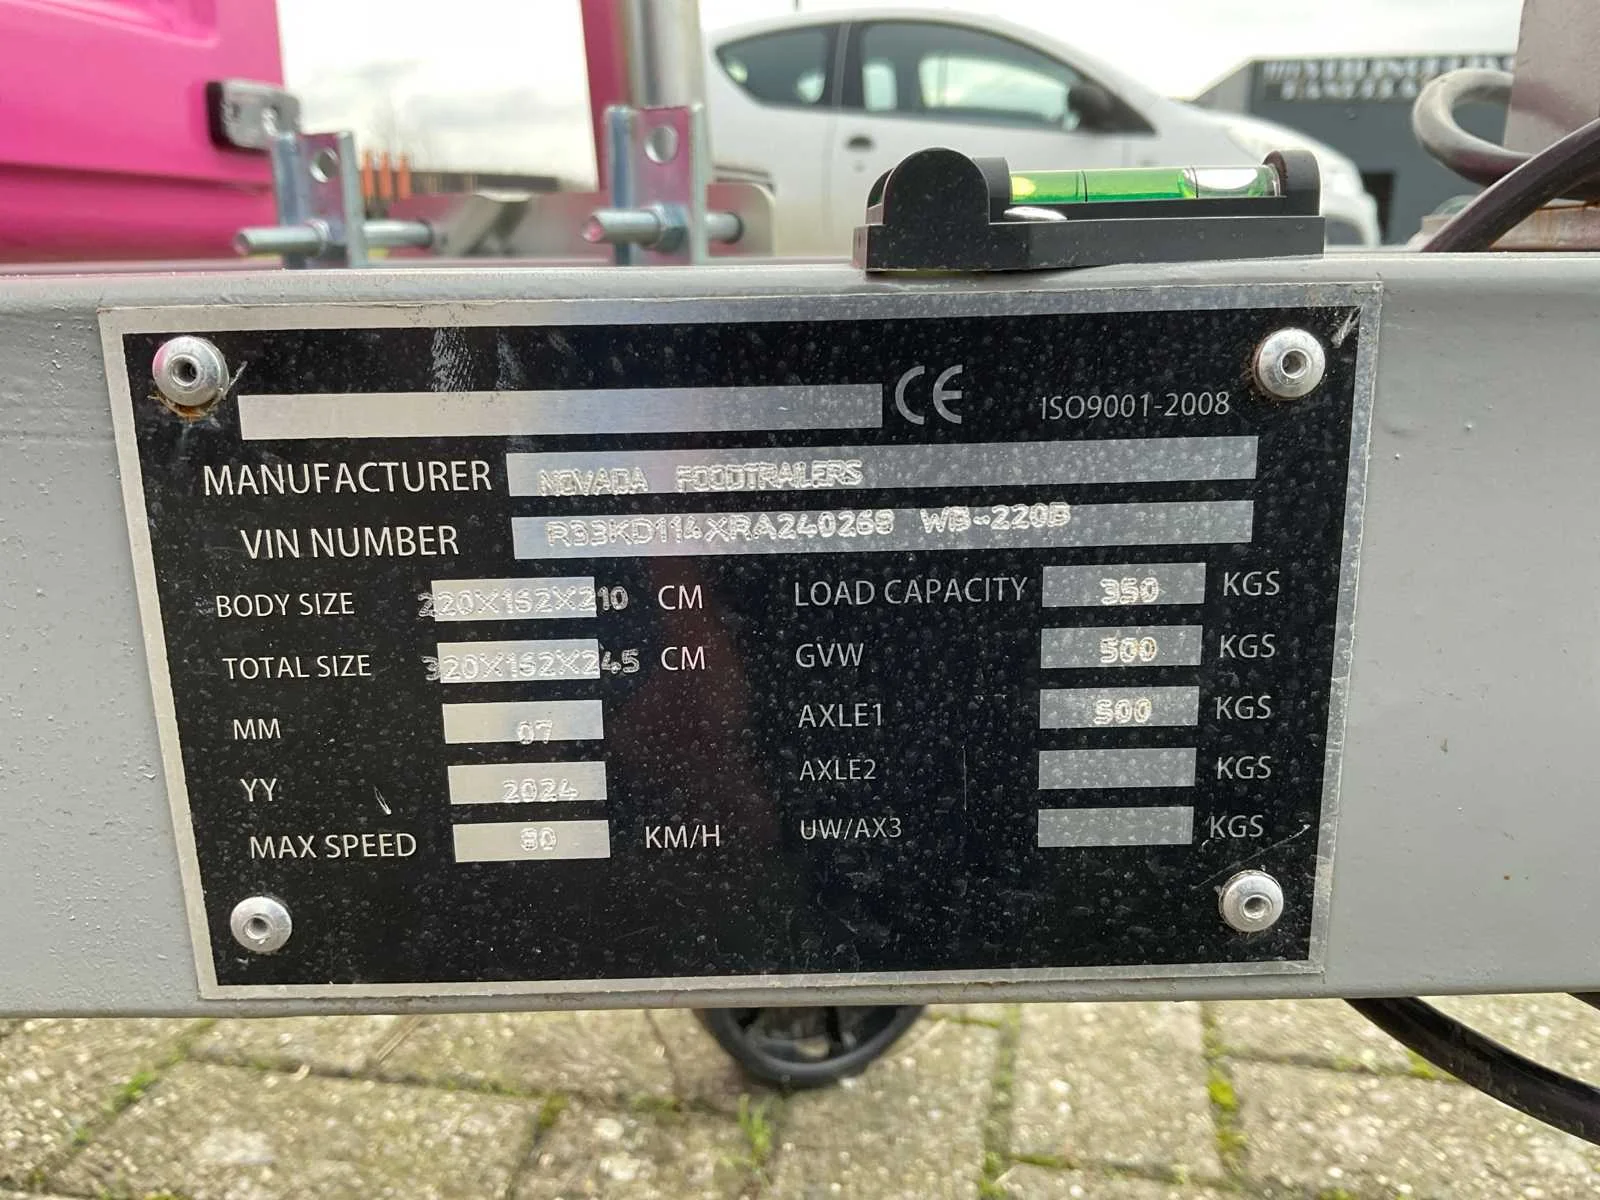 CE ISO9001-2008
MANUFACTURER NOVADA FOODTRAILERS
VIN NUMBER R33KD114XRA240268 WB-220B
BODY SIZE 220X162X210 CM LOAD CAPACITY 350 KGS
TOTAL SIZE 320X162X245 CM GVW 500 KGS
MM 07 AXLE1 500 KGS
YY 2024 AXLE2 KGS
MAX SPEED 80 KM/H UW/AX3 KGS